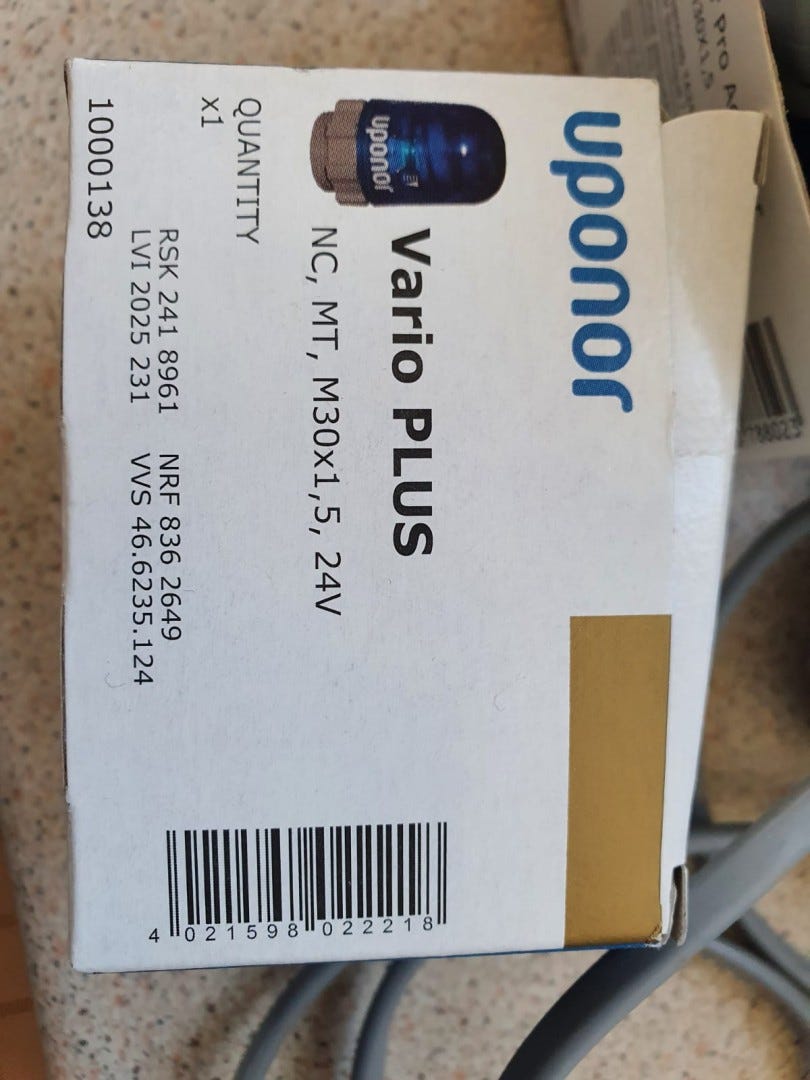 uponor
uponor
Vario PLUS
NC, MT, M30x1,5, 24V
QUANTITY
x1
RSK 241 8961 NRF 836 2649
LVI 2025 231 VVS 46.6235.124
1000138
4 021598 022218